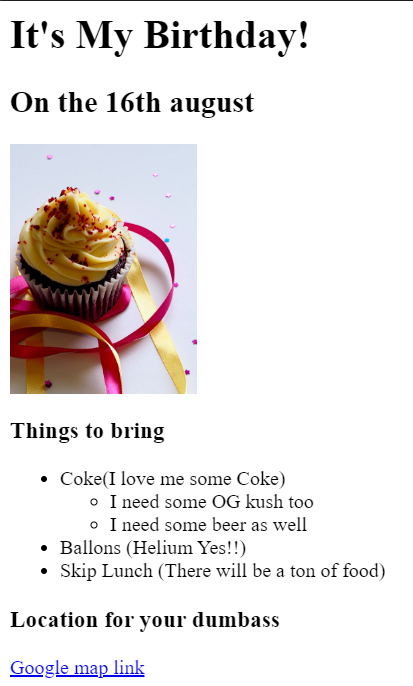 It's My Birthday!
On the 16th august
Things to bring
Coke(I love me some Coke)
I need some OG kush too
I need some beer as well
Ballons (Helium Yes!!)
Skip Lunch (There will be a ton of food)
Location for your dumbass
Google map link